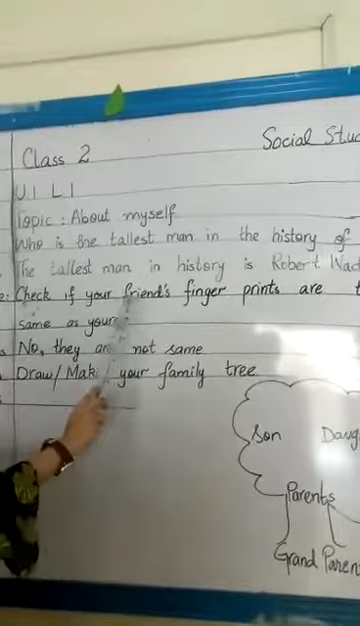 Social Stu
Class 2
U.1 L1
Topic: About myself
Who is the tallest man in the history of
The tallest man in history is Robert Wad
Check if your friend's finger prints are
same as your
No, they are not same
Draw/Make your family tree
Son Daug
Parents
Grand Paren